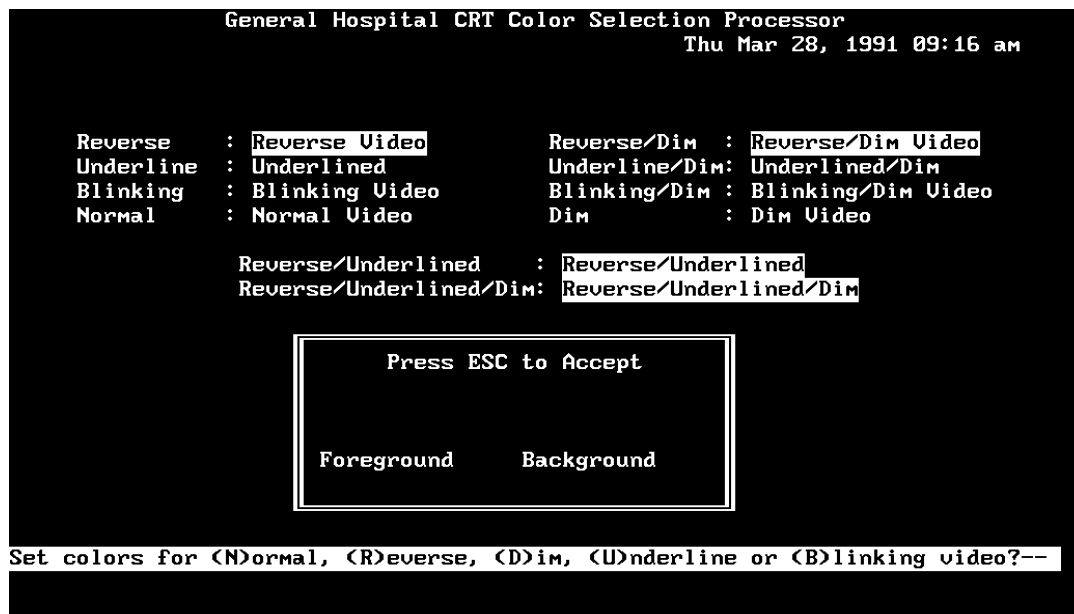 General Hospital CRT Color Selection Processor
Thu Mar 28, 1991 09:16 am
Reverse : Reverse Video Reverse/Dim : Reverse/Dim Video
Underline : Underlined Underline/Dim: Underlined/Dim
Blinking : Blinking Video Blinking/Dim : Blinking/Dim Video
Normal : Normal Video Dim : Dim Video
Reverse/Underlined : Reverse/Underlined
Reverse/Underlined/Dim: Reverse/Underlined/Dim
Press ESC to Accept
Foreground Background
Set colors for (N)ormal, (R)everse, (D)im, (U)nderline or (B)linking video?--